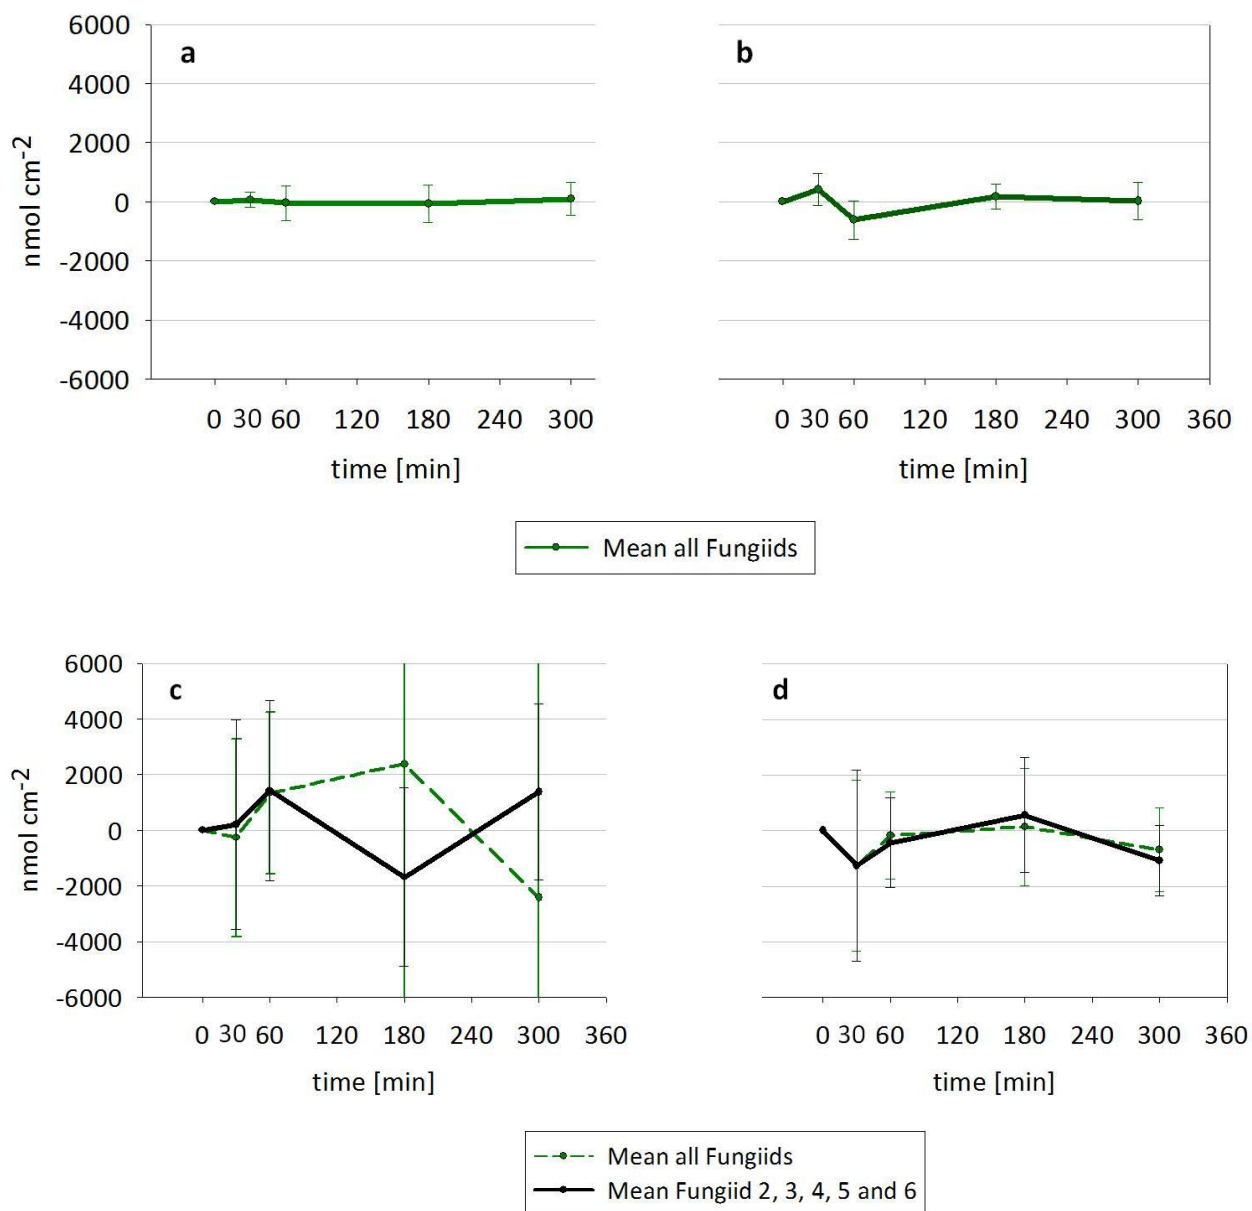 a
b
6000
4000
2000
0
-2000
-4000
-6000
nmol cm-2
0 30 60 120 180 240 300
0 30 60 120 180 240 300 360
time [min]
time [min]
Mean all Fungiids
c
d
6000
4000
2000
0
-2000
-4000
-6000
nmol cm-2
0 30 60 120 180 240 300 360
0 30 60 120 180 240 300 360
time [min]
time [min]
Mean all Fungiids
Mean Fungiid 2, 3, 4, 5 and 6